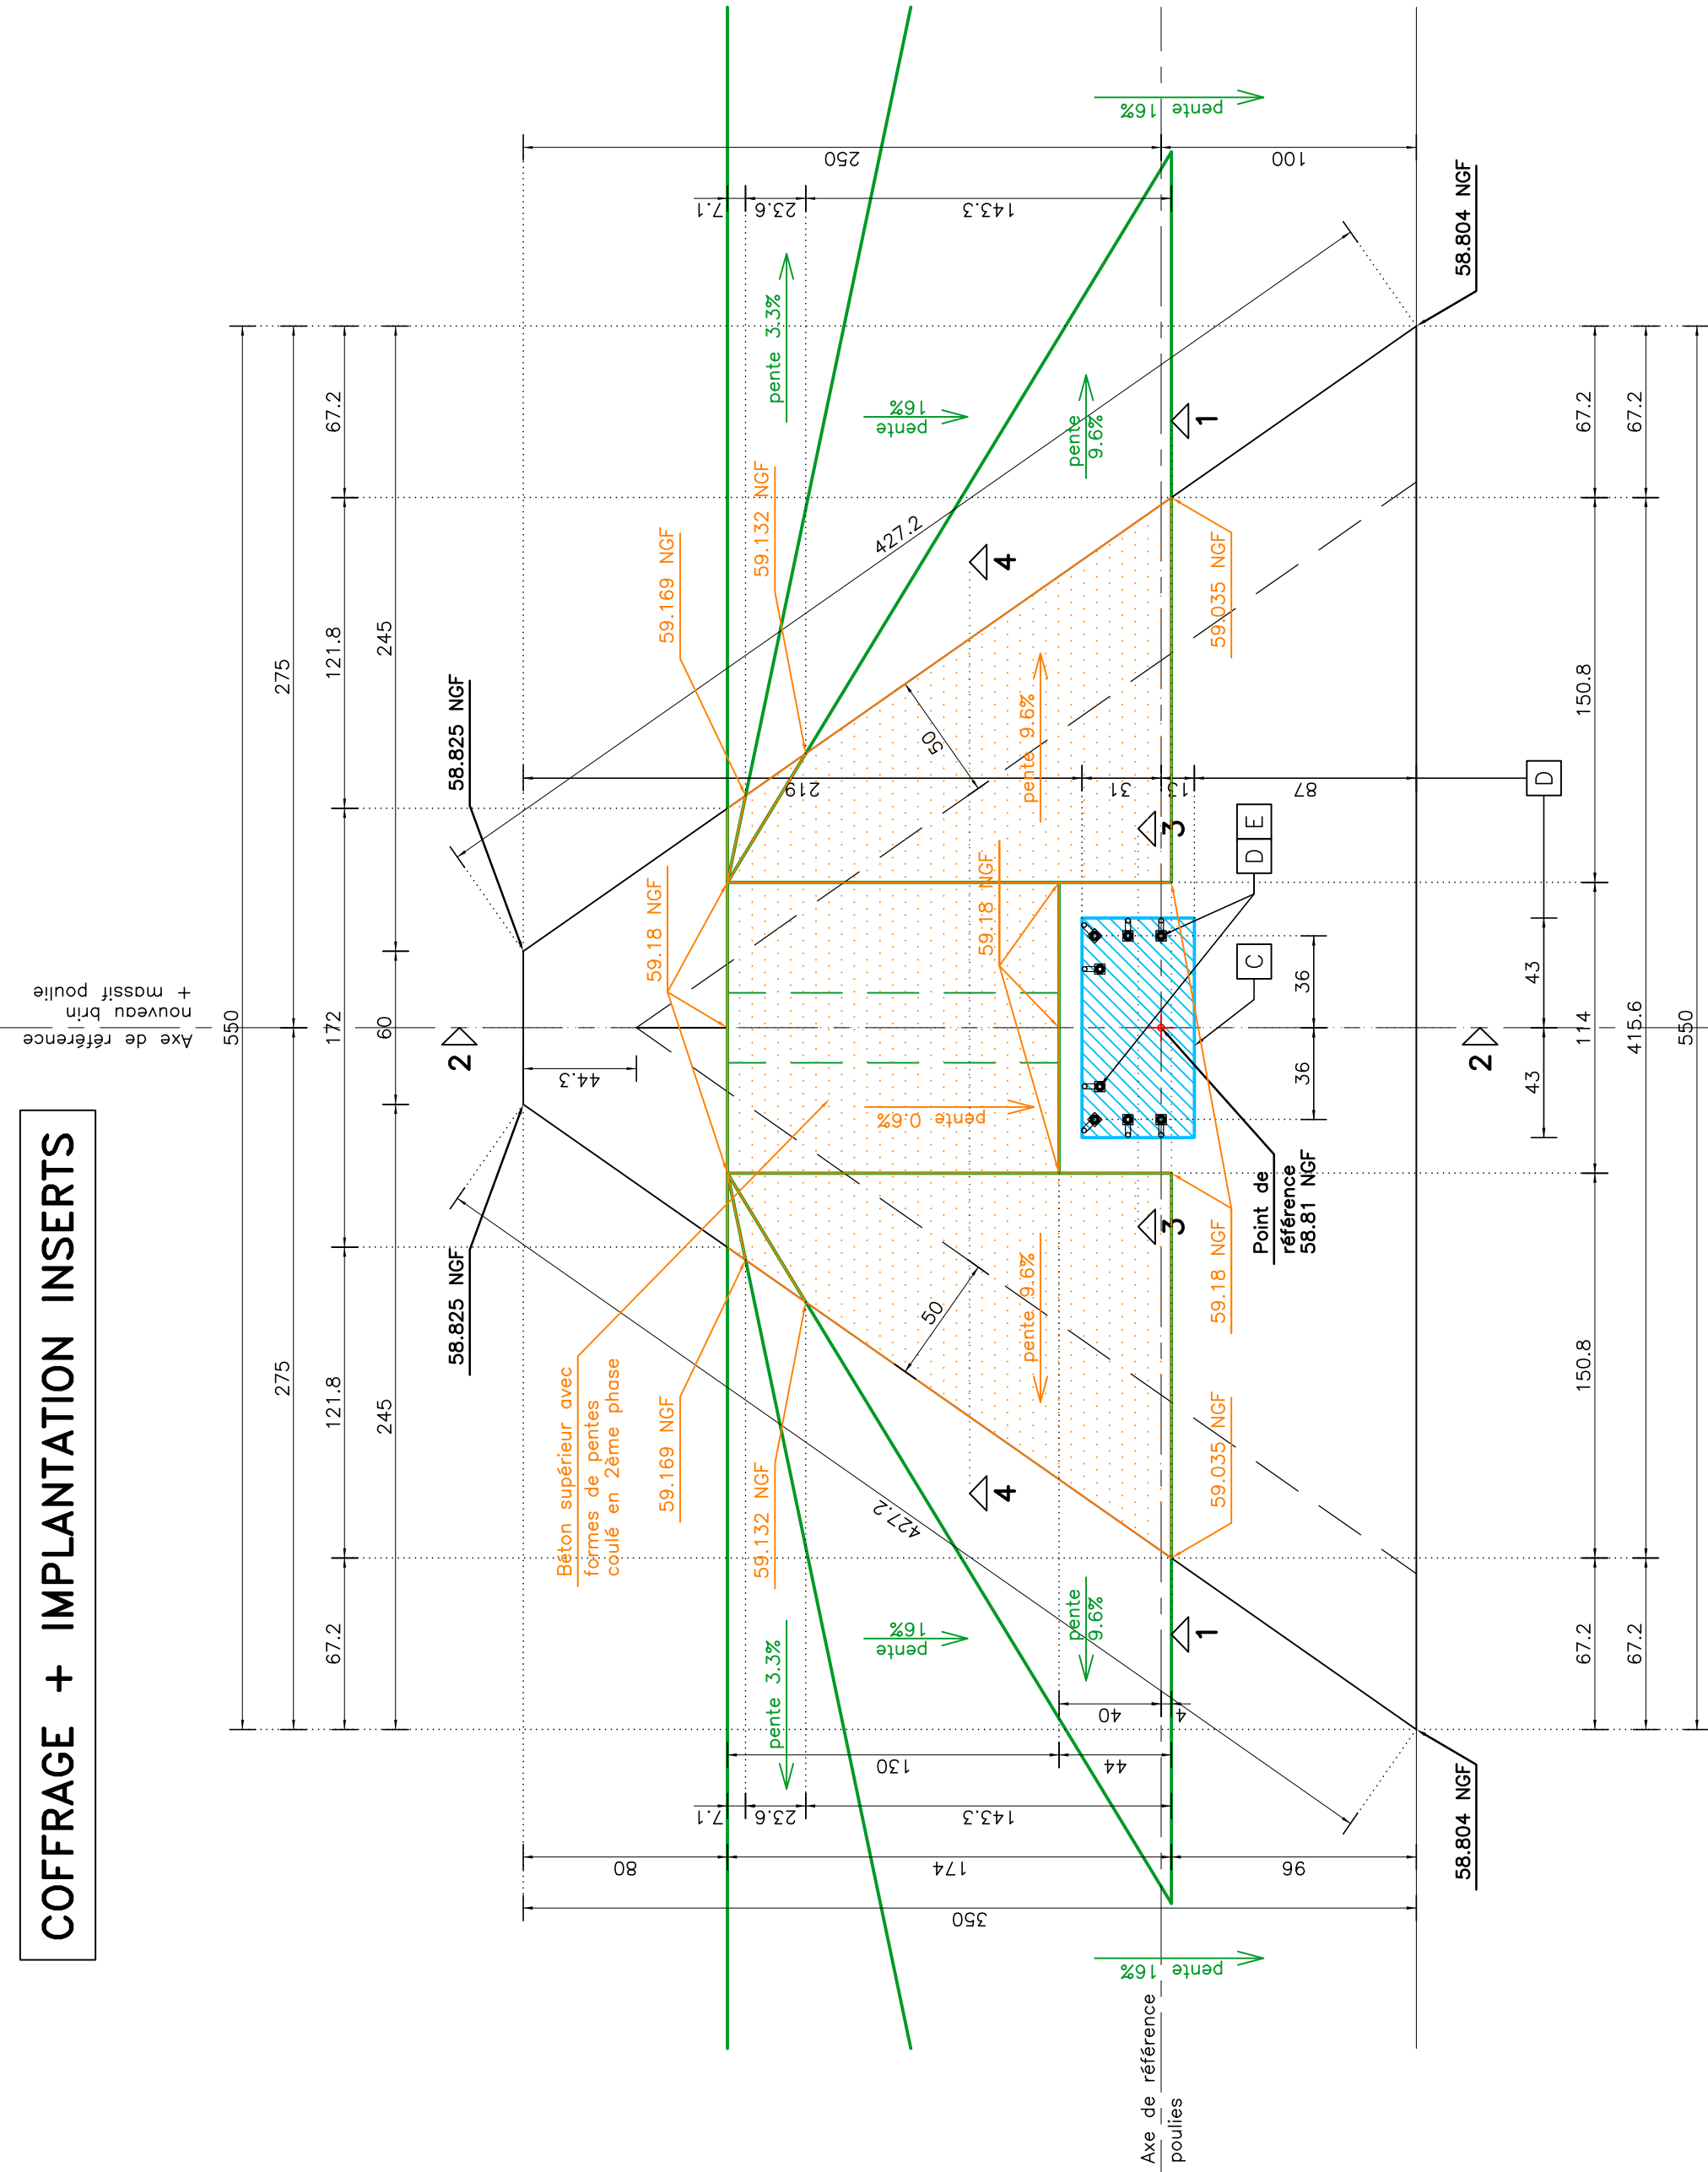 COFFRAGE + IMPLANTATION INSERTS
Axe de référence
nouveau brin
+ massif poulie
550
275
275
67.2
121.8
172
121.8
67.2
245
60
245
58.825 NGF
58.825 NGF
44.3
2
427.2
427.2
Béton supérieur avec
formes de pentes
coulé en 2ème phase
59.169 NGF
59.132 NGF
59.18 NGF
59.169 NGF
59.132 NGF
pente 3.3%
pente 3.3%
pente
16%
pente
16%
pente
9.6%
pente
9.6%
pente 9.6%
pente 9.6%
pente 0.6%
59.18 NGF
50
50
4
4
3
3
1
1
59.035 NGF
59.035 NGF
59.18 NGF
Point de
référence
58.81 NGF
C
D
E
D
36
36
43
43
219
31
13
87
350
80
174
96
7.1
23.6
143.3
130
44
40
4
250
100
7.1
23.6
143.3
pente 16%
pente 16%
Axe de référence
poulies
58.804 NGF
58.804 NGF
2
67.2
150.8
114
150.8
67.2
67.2
415.6
67.2
550